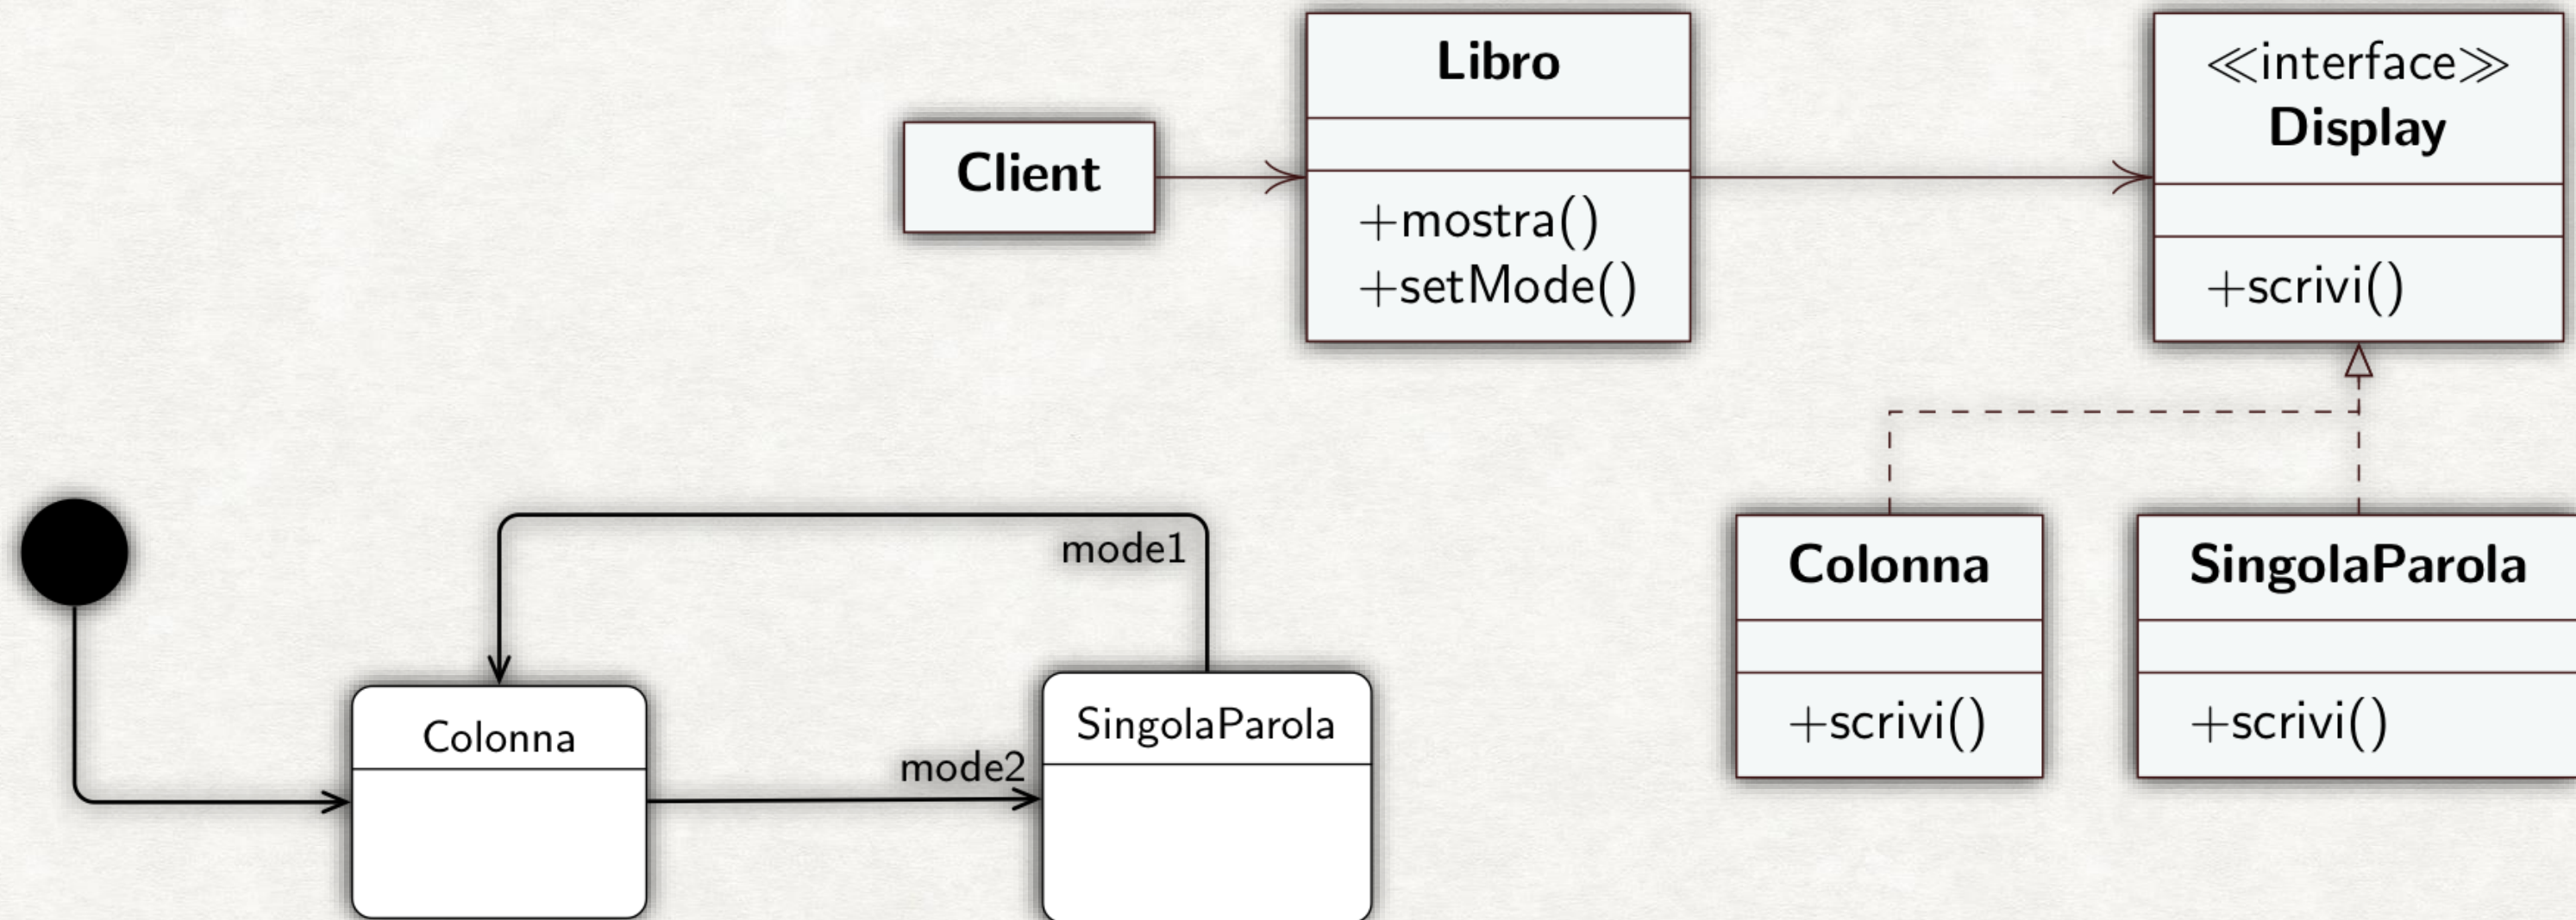 Client
Libro
+mostra()
+setMode()
≪interface≫
Display
+scrivi()
Colonna
+scrivi()
SingolaParola
+scrivi()
mode1
Colonna
mode2
SingolaParola